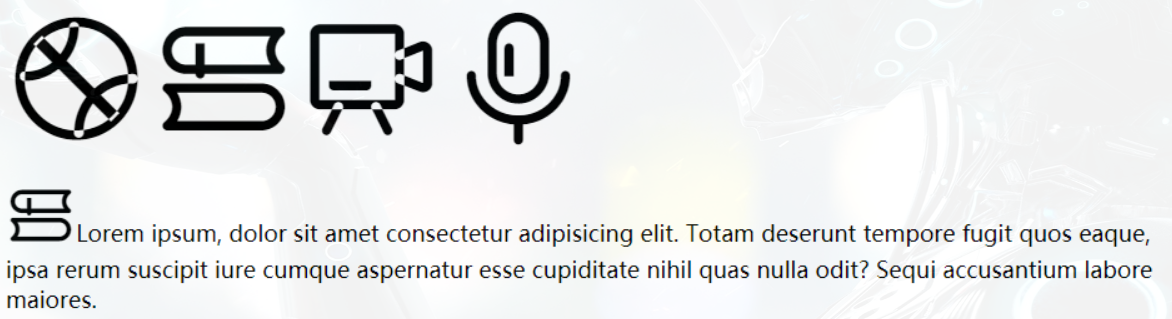 Lorem ipsum, dolor sit amet consectetur adipisicing elit. Totam deserunt tempore fugit quos eaque,
ipsa rerum suscipit iure cumque aspernatur esse cupiditate nihil quas nulla odit? Sequi accusantium labore
maiores.